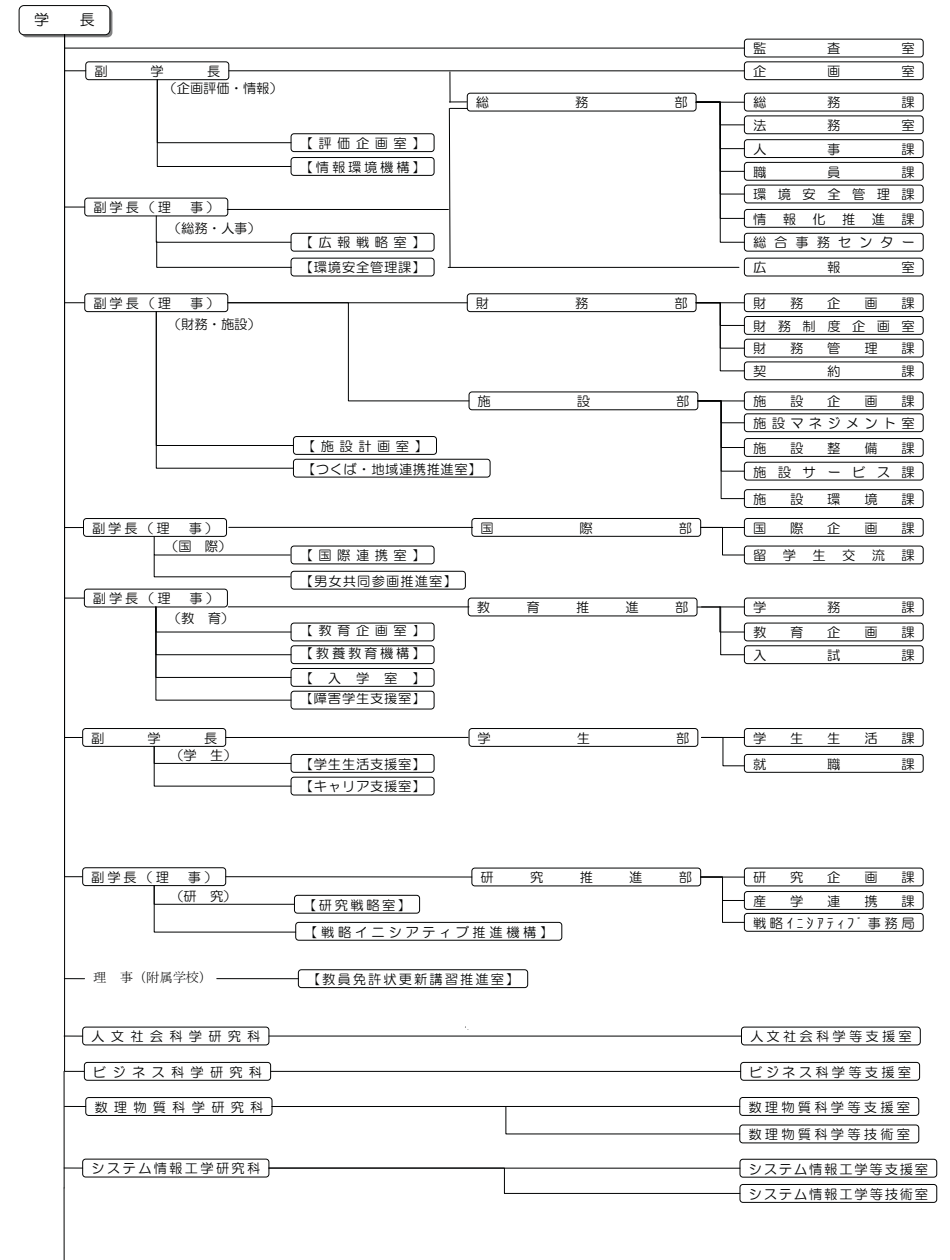 学長
監査室
副学長
企画室
(企画評価・情報)
総務部
総務課
法務室
【評価企画室】
人事課
【情報環境機構】
職員課
環境安全管理課
副学長(理 事)
情報化推進課
(総務・人事)
【広報戦略室】
総合事務センター
【環境安全管理課】
広報室
副学長(理 事)
財務部
財務企画課
(財務・施設)
財務制度企画室
財務管理課
契約課
施設部
施設企画課
施設マネジメント室
【施設計画室】
施設整備課
【つくば・地域連携推進室】
施設サービス課
施設環境課
副学長(理 事)
国際部
国際企画課
(国 際)
【国際連携室】
留学生交流課
【男女共同参画推進室】
副学長(理 事)
教育推進部
学務課
(教 育)
【教育企画室】
教育企画課
【教養教育機構】
入試課
【入学室】
【障害学生支援室】
副学長
学生部
学生生活課
(学 生)
【学生生活支援室】
就職課
【キャリア支援室】
副学長(理 事)
研究推進部
研究企画課
(研 究)
【研究戦略室】
産学連携課
戦略イニシアティブ事務局
【戦略イニシアティブ推進機構】
理 事(附属学校)
【教員免許状更新講習推進室】
人文社会科学研究科
人文社会科学等支援室
ビジネス科学研究科
ビジネス科学等支援室
数理物質科学研究科
数理物質科学等支援室
数理物質科学等技術室
システム情報工学研究科
システム情報工学等支援室
システム情報工学等技術室